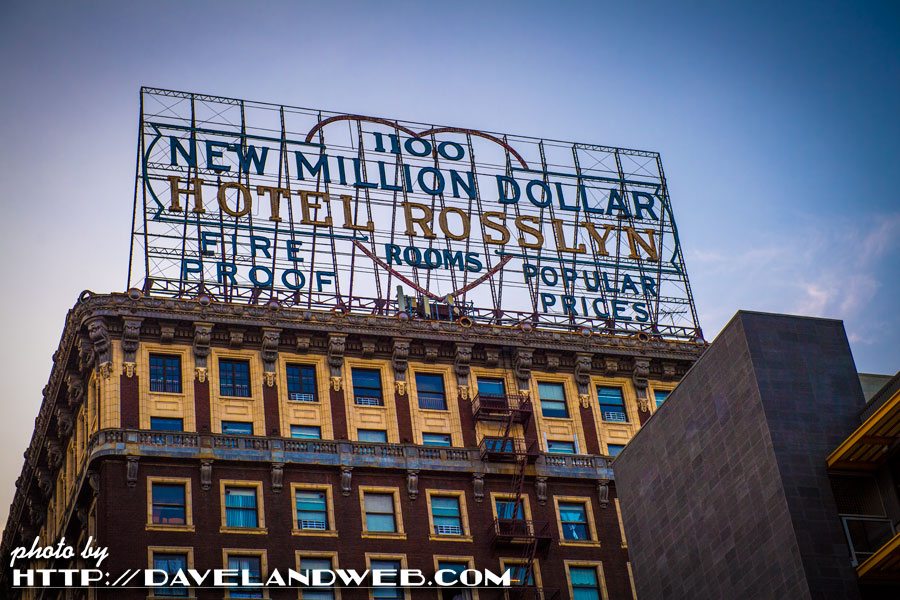 1100
NEW MILLION DOLLAR
HOTEL ROSSLYN
FIRE PROOF
ROOMS
POPULAR PRICES
photo by
HTTP://DAVELANDWEB.COM